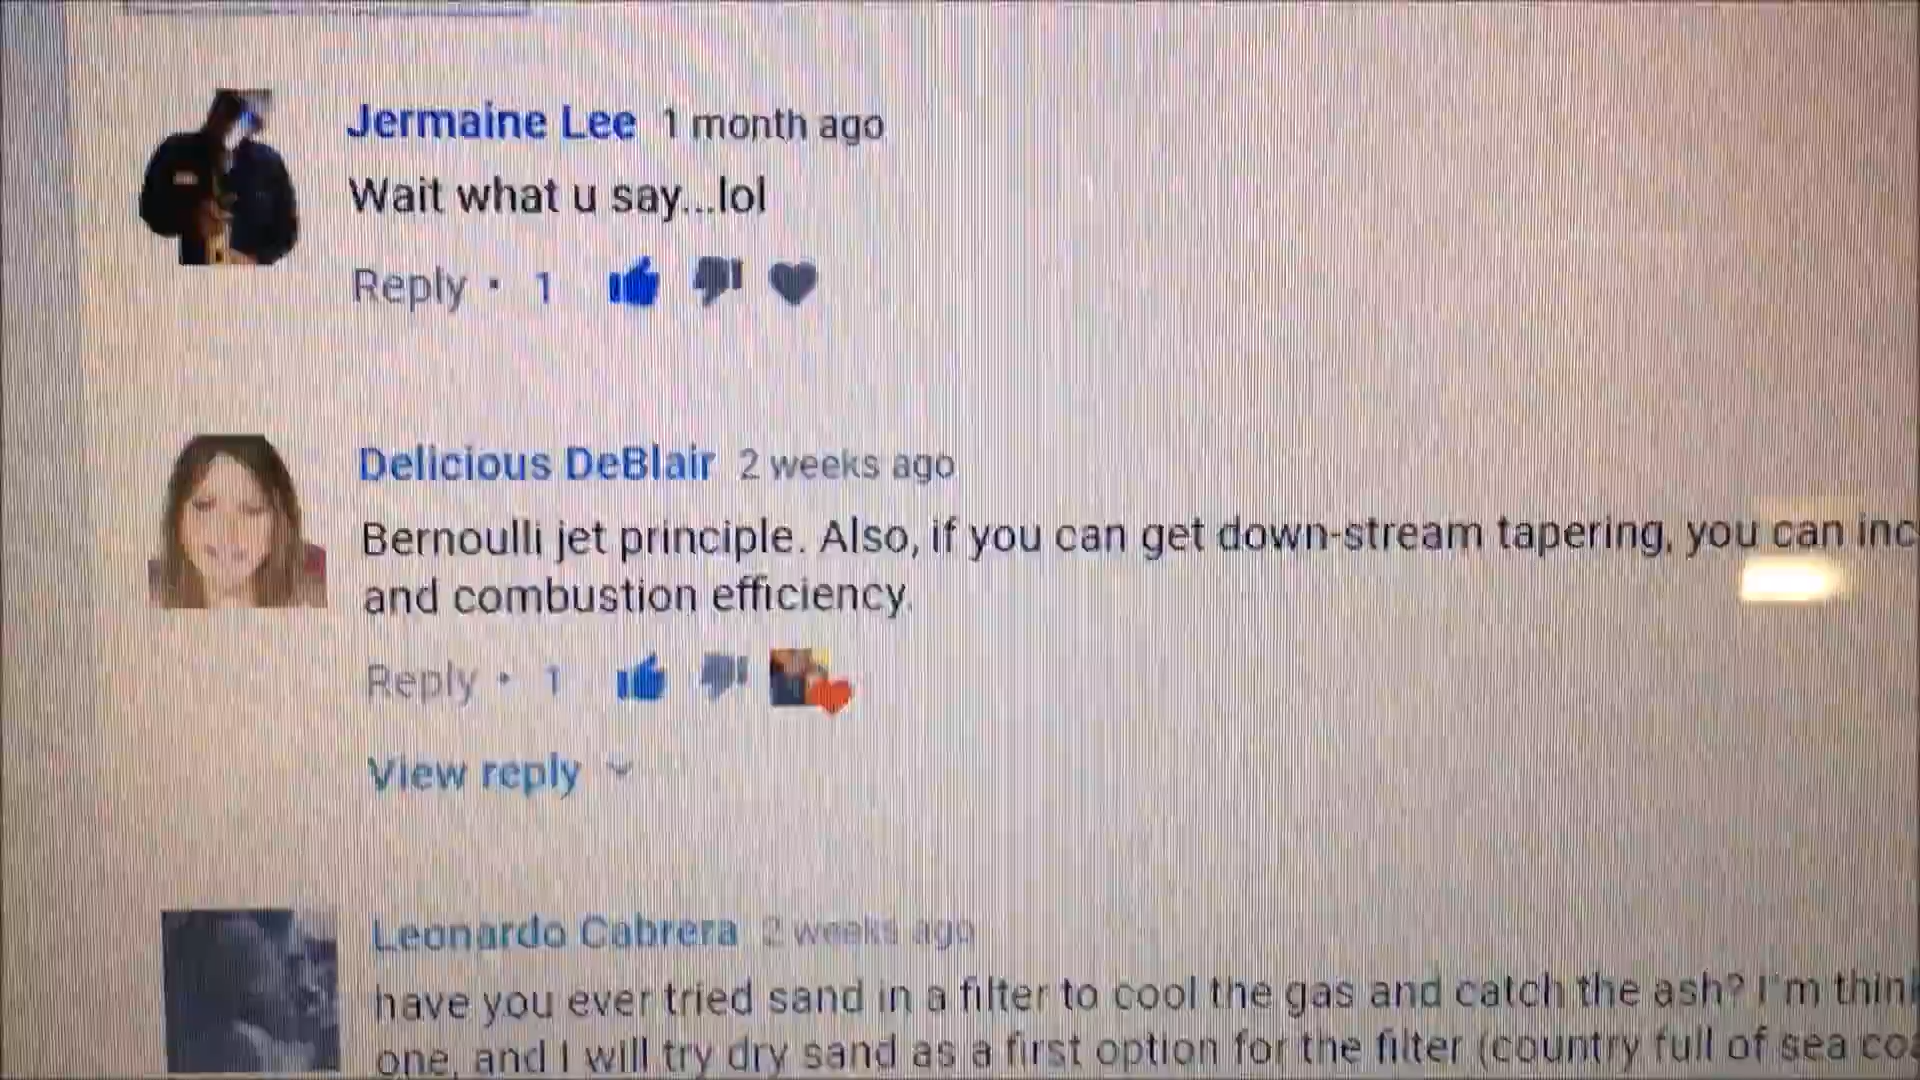 Jermaine Lee 1 month ago
Wait what u say...lol
Reply • 1
Delicious DeBlair 2 weeks ago
Bernoulli jet principle. Also, if you can get down-stream tapering, you can inc
and combustion efficiency.
Reply • 1
View reply
Leonardo Cabrera 2 weeks ago
have you ever tried sand in a filter to cool the gas and catch the ash? I'm think
one, and I will try dry sand as a first option for the filter (country full of sea coa